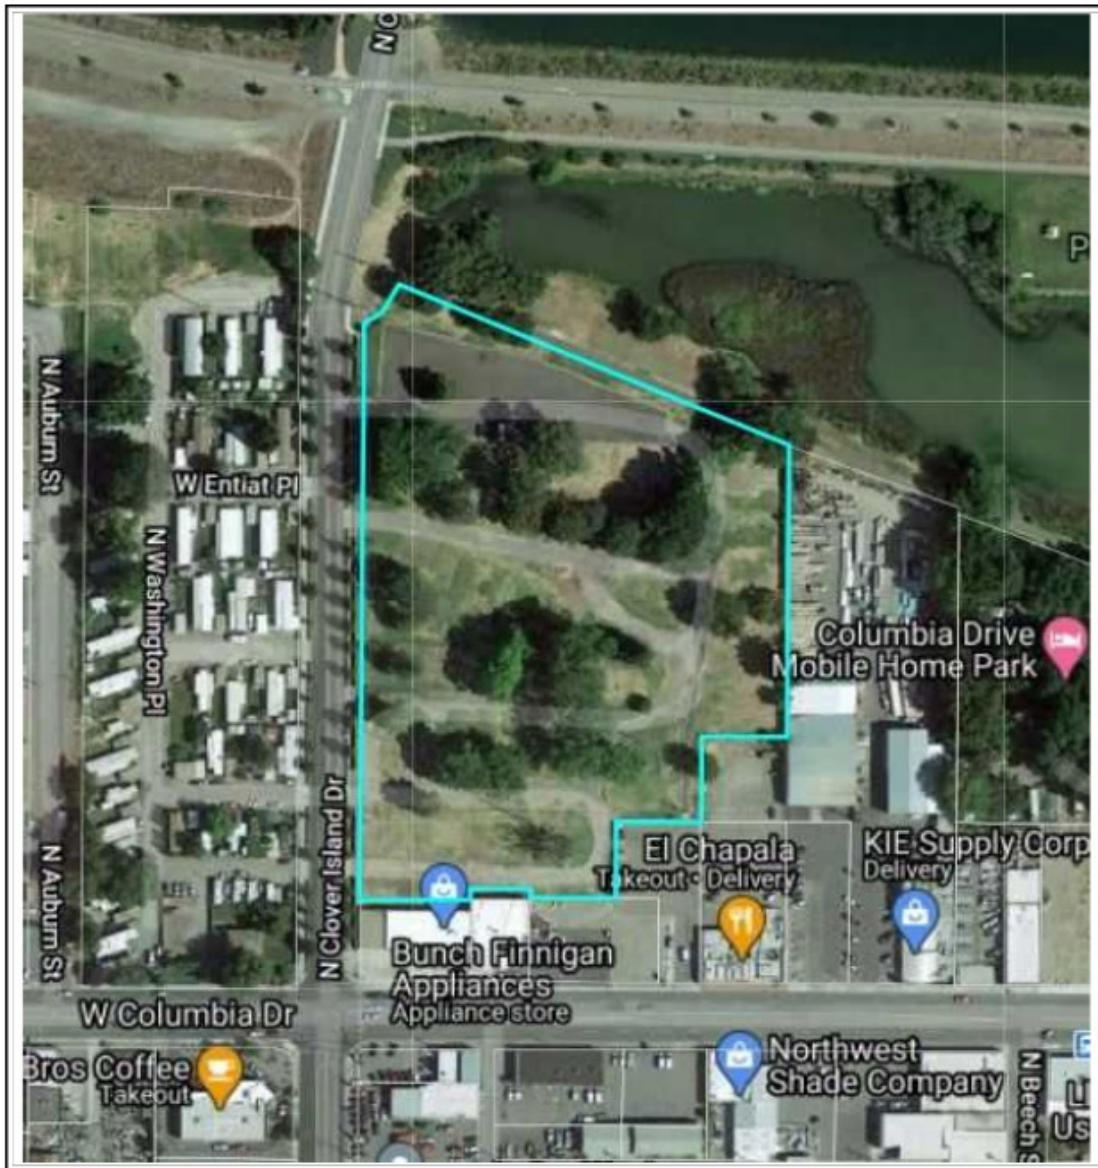 N C
P
N Auburn St
W Entiat Pl
N Washington Pl
Columbia Drive
Mobile Home Park
N Clover Island Dr
El Chapala
Takeout · Delivery
KIE Supply Corp
Delivery
N Auburn St
Bunch Finnigan
Appliances
Appliance store
W Columbia Dr
Bros Coffee
Takeout
Northwest
Shade Company
N Beech S
Us